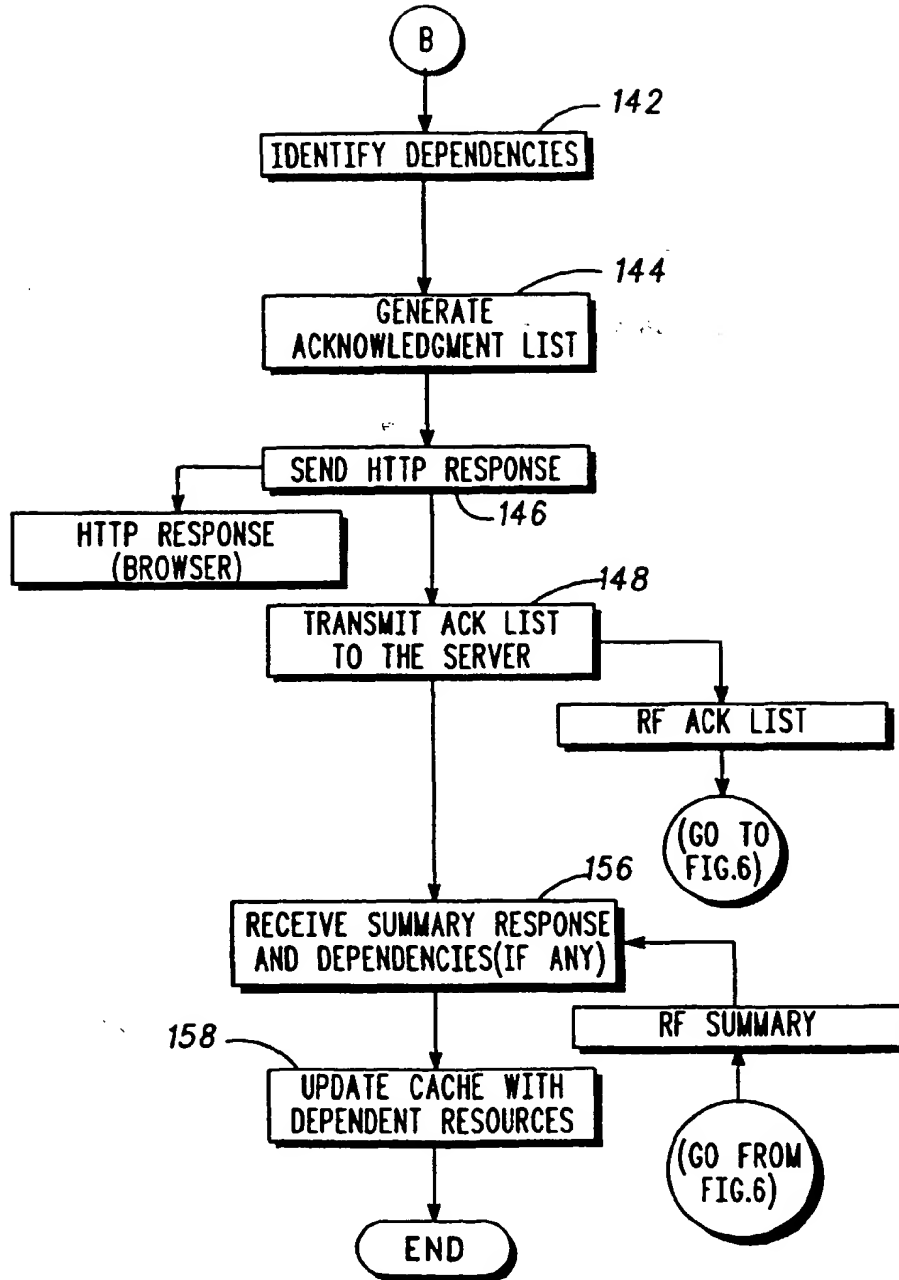 B
142
IDENTIFY DEPENDENCIES
144
GENERATE
ACKNOWLEDGMENT LIST
SEND HTTP RESPONSE
146
HTTP RESPONSE
(BROWSER)
148
TRANSMIT ACK LIST
TO THE SERVER
RF ACK LIST
(GO TO
FIG.6)
156
RECEIVE SUMMARY RESPONSE
AND DEPENDENCIES(IF ANY)
RF SUMMARY
158
UPDATE CACHE WITH
DEPENDENT RESOURCES
(GO FROM
FIG.6)
END